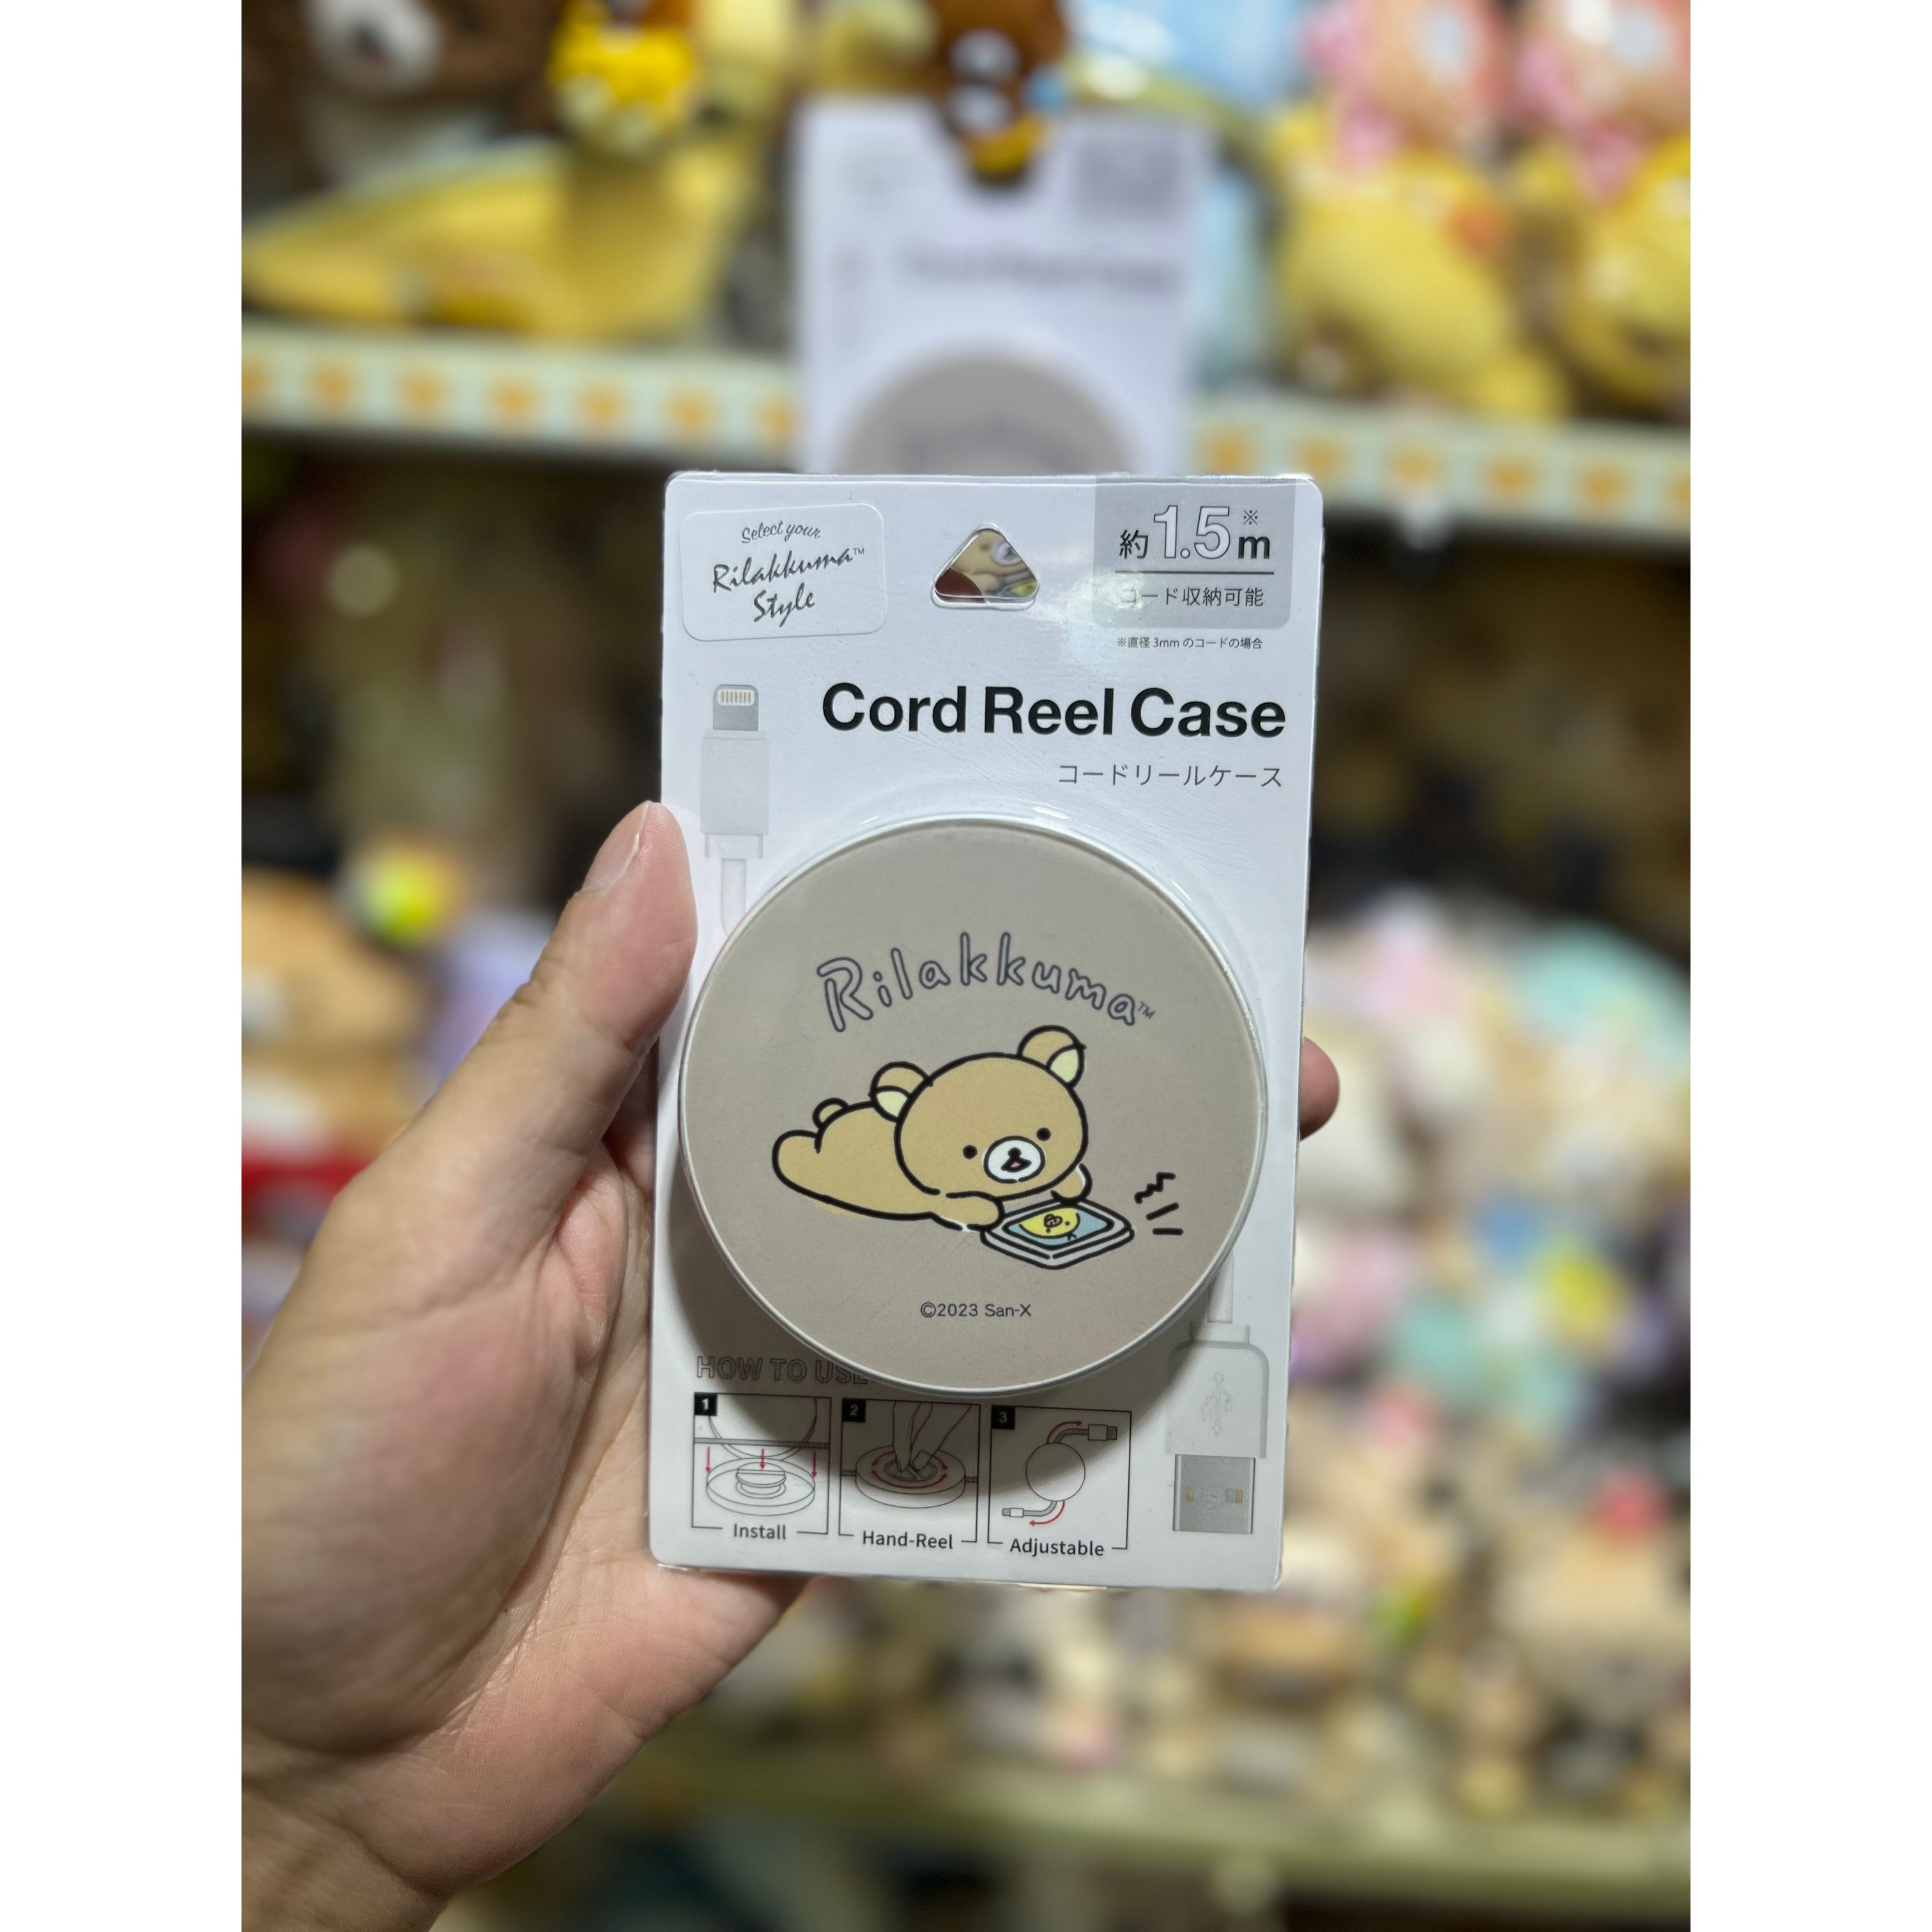 Select your
Rilakkuma™
Style
約1.5※m
コード収納可能
※直径3mmのコードの場合
Cord Reel Case
コードリールケース
Rilakkuma™
©2023 San-X
HOW TO USE
1
2
3
Install
Hand-Reel
Adjustable